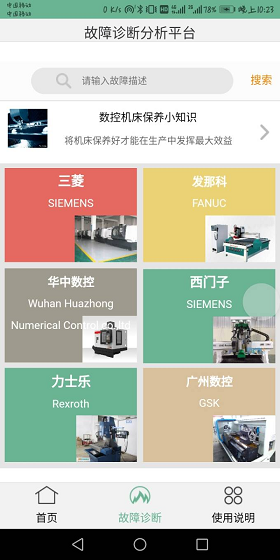 中国移动
中国移动
0 K/s
78%
晚上10:23
故障诊断分析平台
请输入故障描述
搜索
数控机床保养小知识
将机床保养好才能在生产中发挥最大效益
三菱
SIEMENS
发那科
FANUC
华中数控
Wuhan Huazhong
Numerical Control co ltd
西门子
SIEMENS
力士乐
Rexroth
广州数控
GSK
首页
故障诊断
使用说明